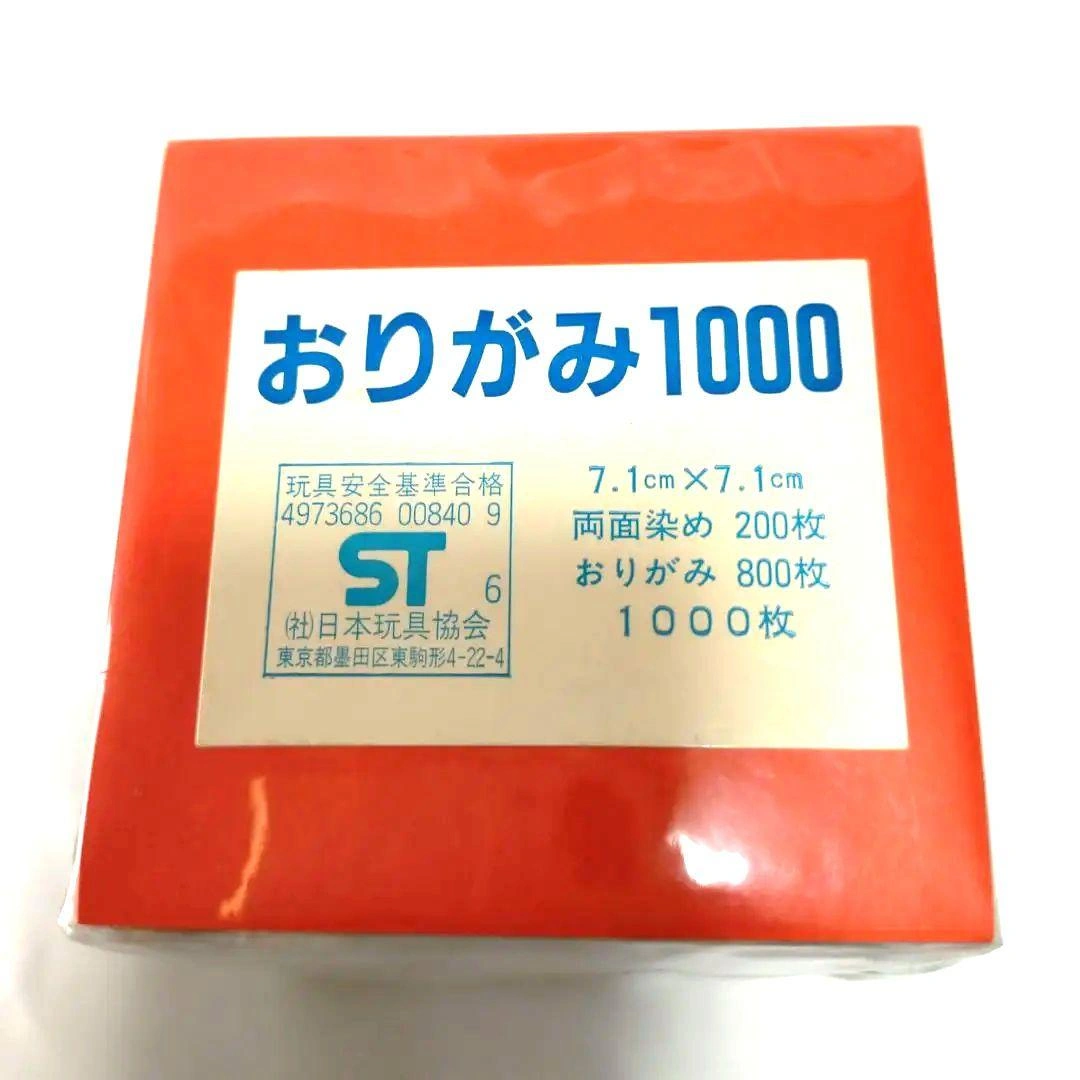 おりがみ1000
玩具安全基準合格
4973686 00840 9
ST 6
(社)日本玩具協会
東京都墨田区東駒形4-22-4
7.1cm×7.1cm
両面染め 200枚
おりがみ 800枚
1000枚